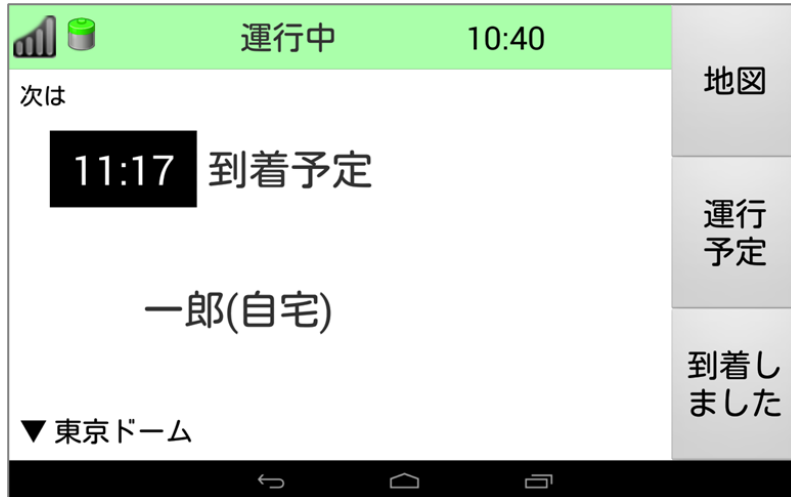 運行中 10:40
次は
11:17 到着予定
一郎(自宅)
▼ 東京ドーム
地図
運行
予定
到着し
ました